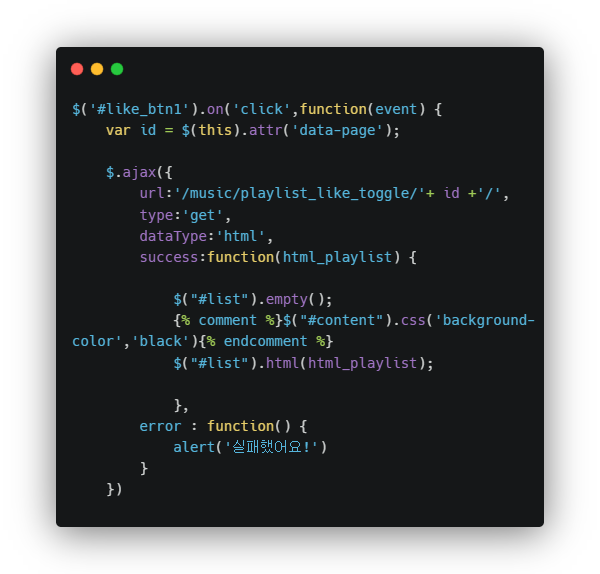 $('#like_btn1').on('click',function(event) {
    var id = $(this).attr('data-page');

    $.ajax({
        url:'/music/playlist_like_toggle/'+ id +'/',
        type:'get',
        dataType:'html',
        success:function(html_playlist) {

            $("#list").empty();
            {% comment %}$("#content").css('background-
color','black'){% endcomment %}
            $("#list").html(html_playlist);

            },
        error : function() {
            alert('실패했어요!')
        }
    })